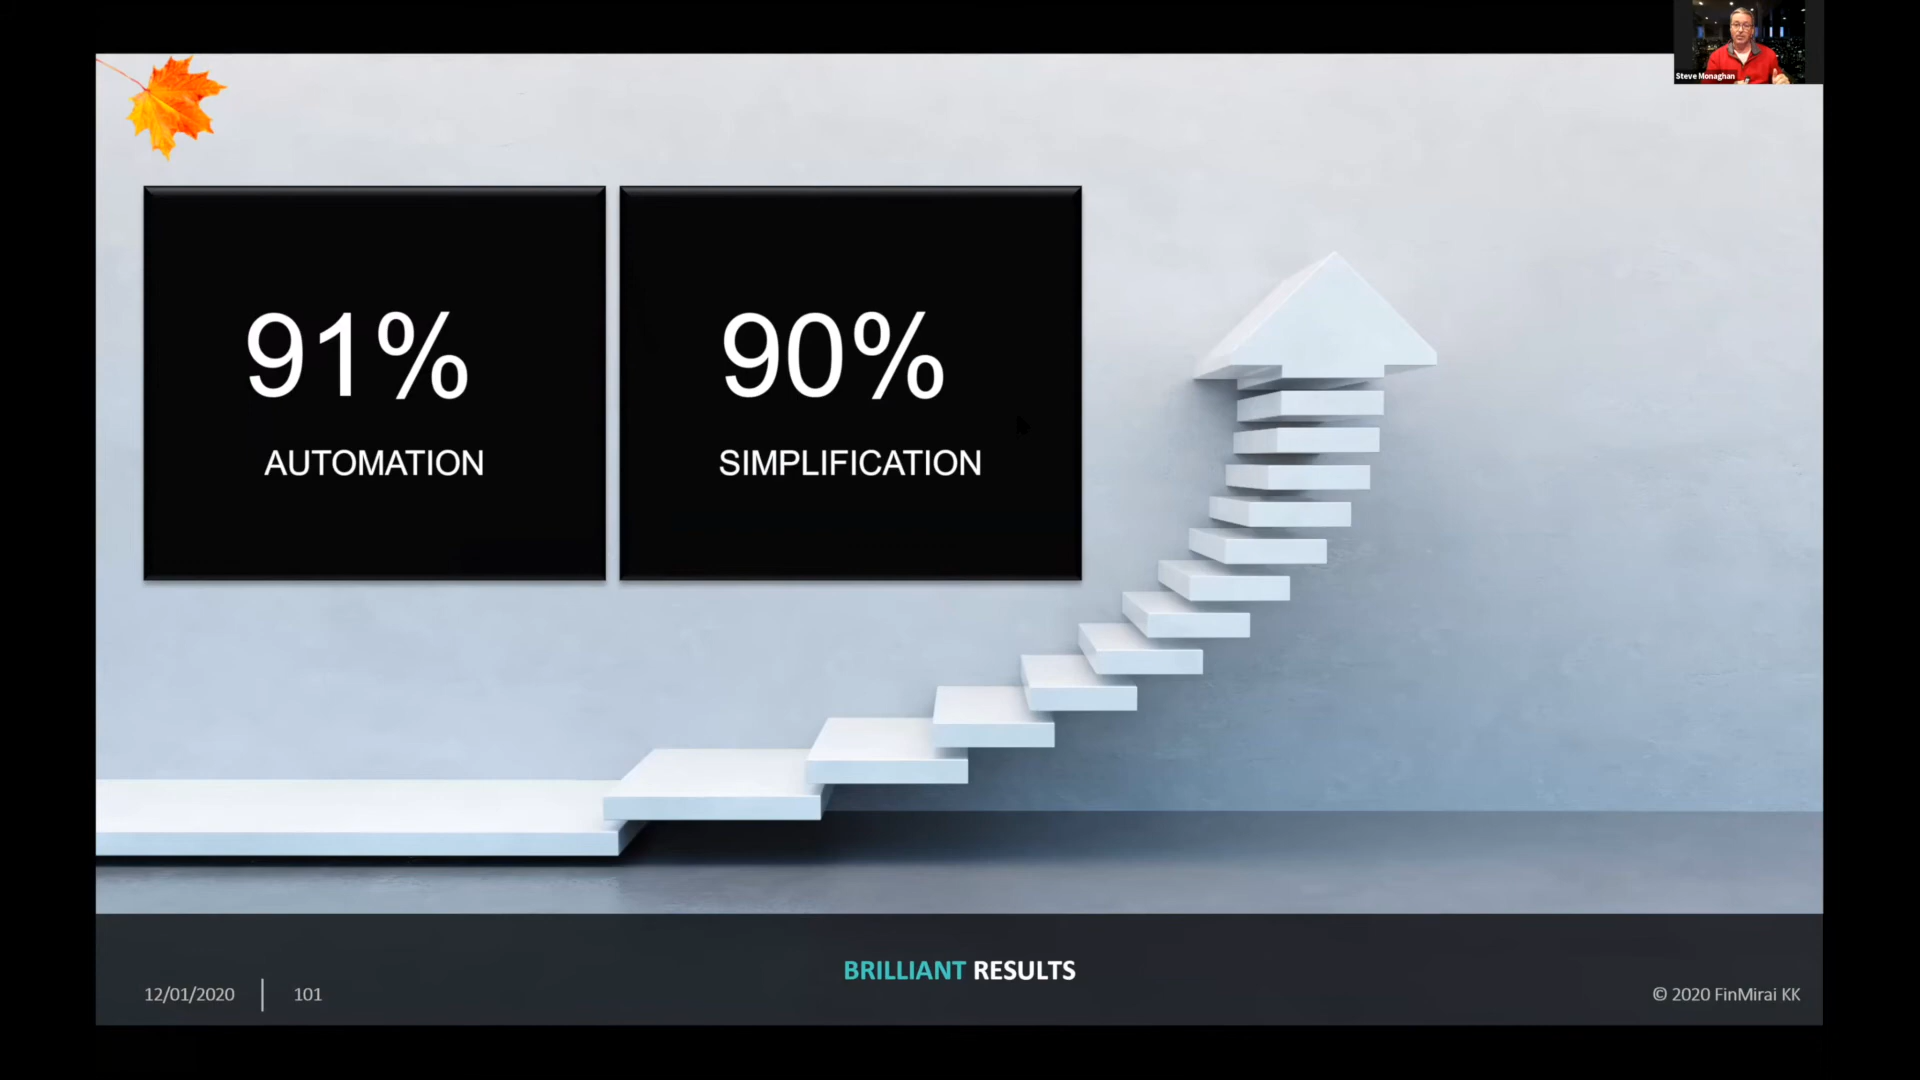 Steve Monaghan
91%
AUTOMATION
90%
SIMPLIFICATION
BRILLIANT RESULTS
12/01/2020
101
© 2020 FinMirai KK